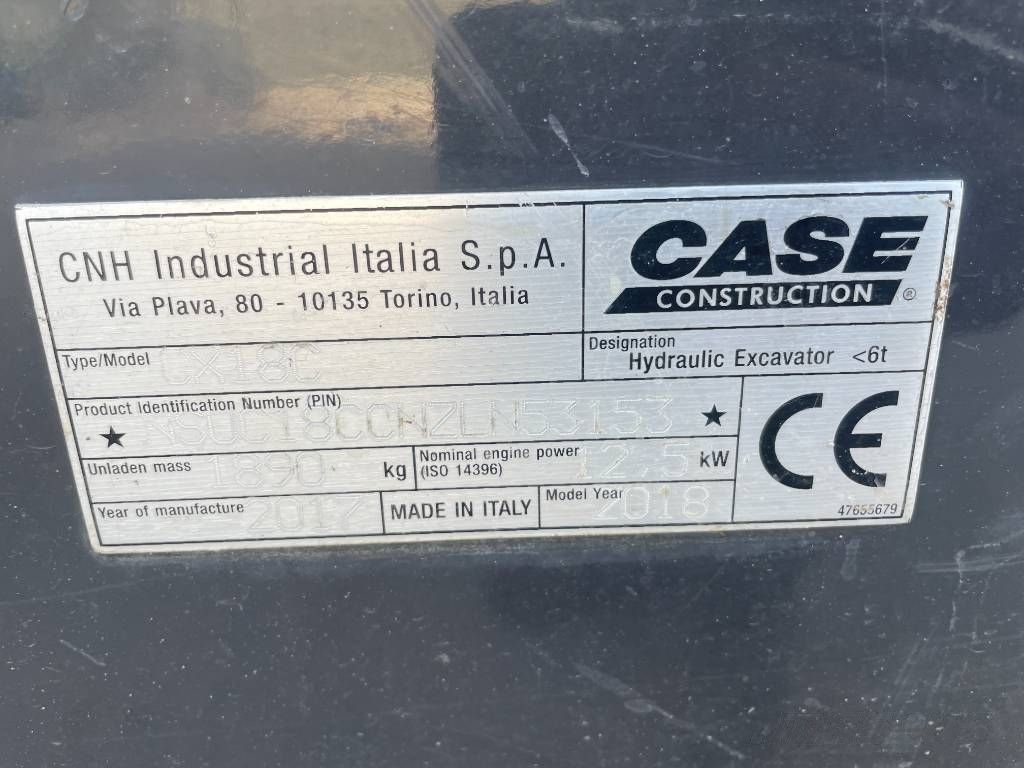 CNH Industrial Italia S.p.A.
Via Plava, 80 - 10135 Torino, Italia
CASE
CONSTRUCTION ®
Type/Model CX18C
Designation
Hydraulic Excavator <6t
Product Identification Number (PIN)
★ NS0C18CCNZLN53153 ★
Unladen mass 1890 kg
Nominal engine power
(ISO 14396) 12,5 kW
Year of manufacture 2017
MADE IN ITALY
Model Year 2018
CE
47655679